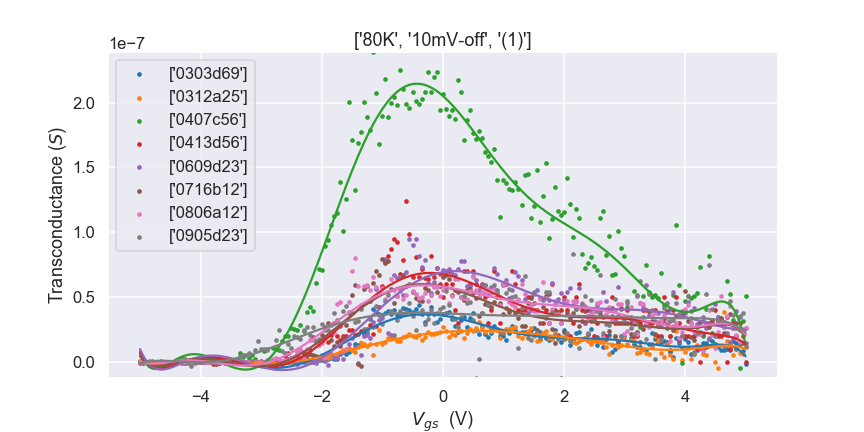 1e−7
['80K', '10mV-off', '(1)']
['0303d69']
['0312a25']
['0407c56']
['0413d56']
['0609d23']
['0716b12']
['0806a12']
['0905d23']
Transconductance (S)
2.0
1.5
1.0
0.5
0.0
−4
−2
0
2
4
Vgs (V)